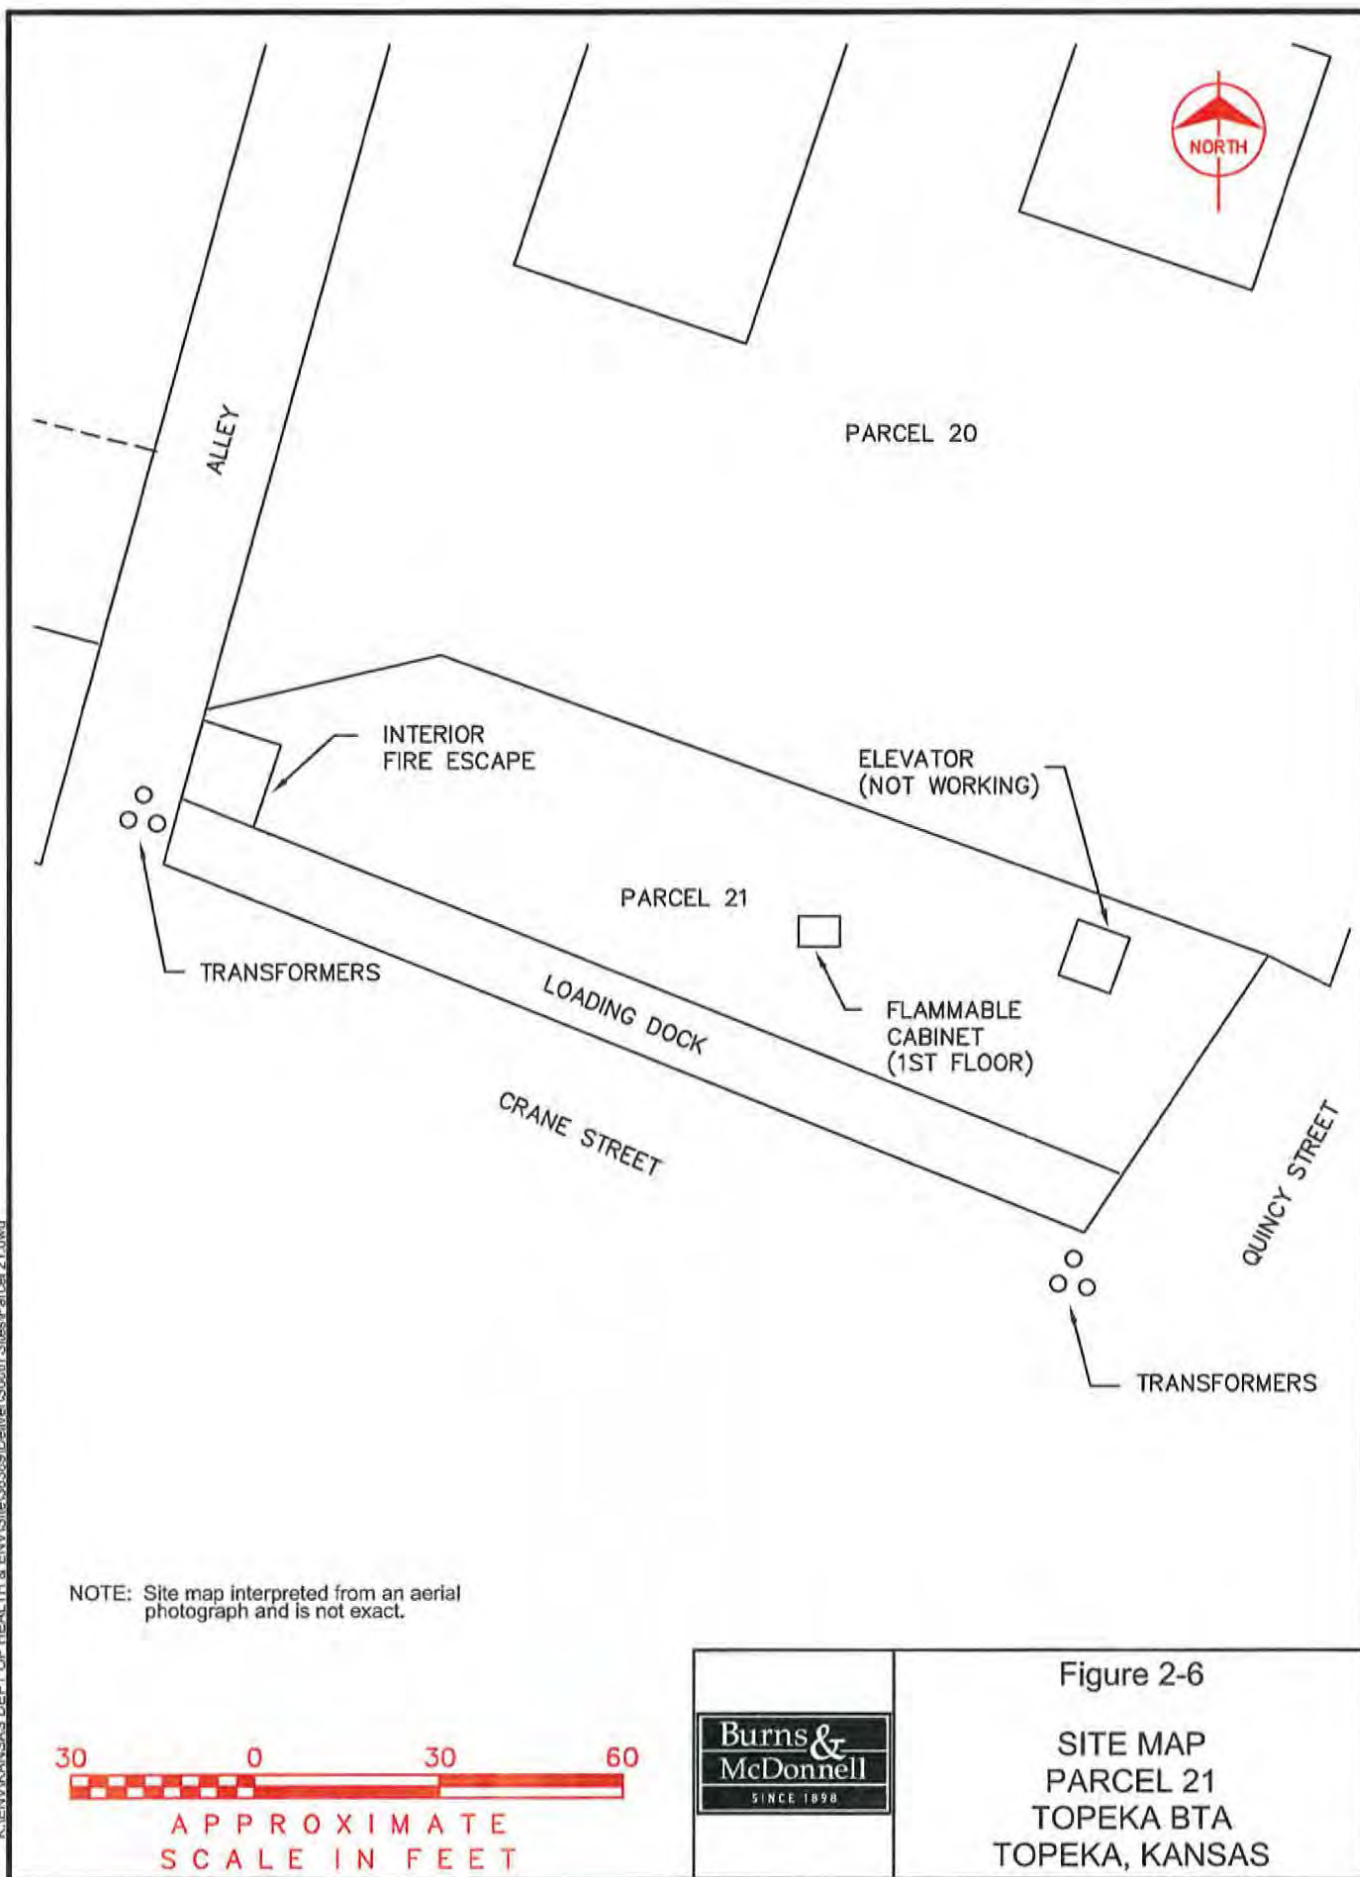 NORTH
PARCEL 20
ALLEY
INTERIOR
FIRE ESCAPE
ELEVATOR
(NOT WORKING)
PARCEL 21
TRANSFORMERS
LOADING DOCK
FLAMMABLE
CABINET
(1ST FLOOR)
CRANE STREET
QUINCY STREET
TRANSFORMERS
NOTE: Site map interpreted from an aerial
photograph and is not exact.
30 0 30 60
APPROXIMATE
SCALE IN FEET
Burns &
McDonnell
SINCE 1898
Figure 2-6
SITE MAP
PARCEL 21
TOPEKA BTA
TOPEKA, KANSAS